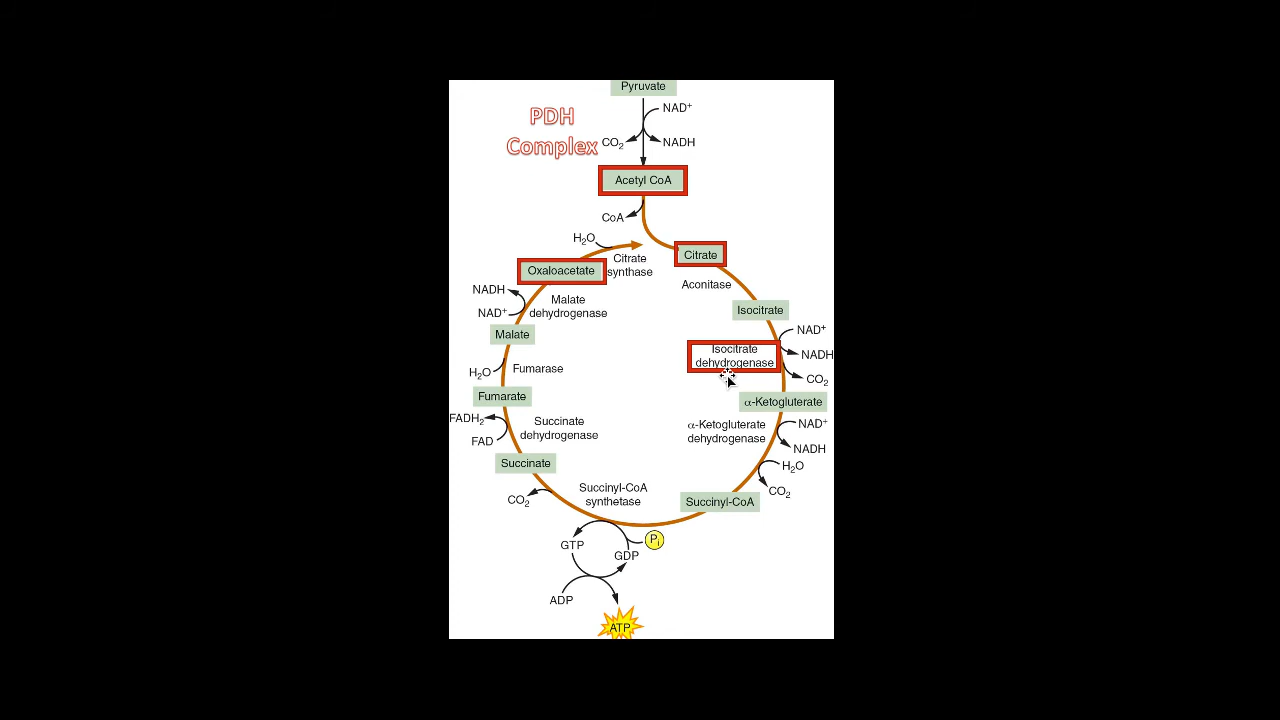 Pyruvate
PDH
Complex
NAD⁺
CO₂
NADH
Acetyl CoA
CoA
H₂O
Citrate
synthase
Citrate
Oxaloacetate
Aconitase
NADH
NAD⁺
Malate
dehydrogenase
Isocitrate
Malate
NAD⁺
Isocitrate
dehydrogenase
NADH
CO₂
H₂O
Fumarase
Fumarate
α-Ketogluterate
FADH₂
FAD
Succinate
dehydrogenase
α-Ketogluterate
dehydrogenase
NAD⁺
NADH
H₂O
CO₂
Succinate
CO₂
Succinyl-CoA
synthetase
Succinyl-CoA
GTP
GDP
Pᵢ
ADP
ATP